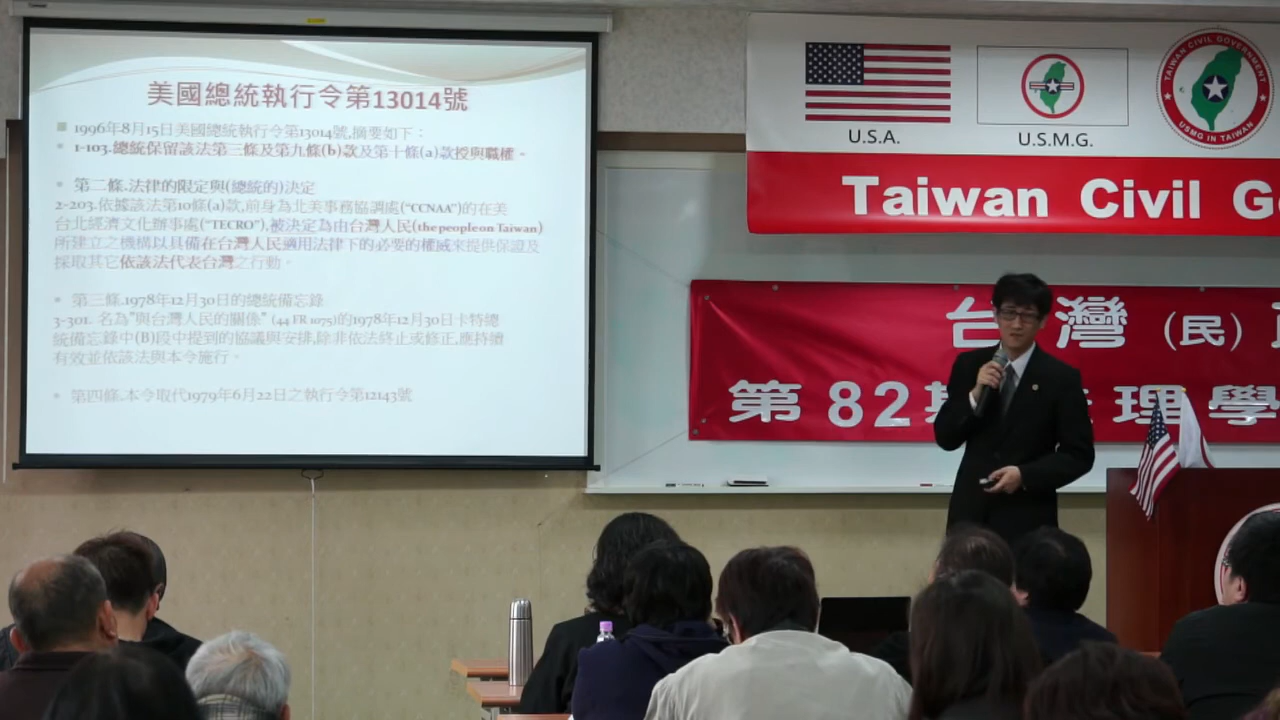 美國總統執行令第13014號
1996年8月15日美國總統執行令第13014號,摘要如下：
1-103.總統保留該法第三條及第九條(b)款及第十條(a)款授與職權。
第二條.法律的限定與(總統的)決定
2-203.依據該法第10條(a)款,前身為北美事務協調處("CCNAA")的在美
台北經濟文化辦事處("TECRO"),被決定為由台灣人民(the people on Taiwan)
所建立之機構以具備在台灣人民適用法律下的必要的權威來提供保證及
採取其它依該法代表台灣之行動。
第三條.1978年12月30日的總統備忘錄
3-301. 名為"與台灣人民的關係" (44 FR 1075)的1978年12月30日卡特總
統備忘錄中(B)段中提到的協議與安排,除非依法終止或修正,應持續
有效並依該法與本令施行。
第四條.本令取代1979年6月22日之執行令第12143號
U.S.A.
U.S.M.G.
TAIWAN CIVIL GOVERNMENT
USMG IN TAIWAN
Taiwan Civil G
台灣(民)
第82期 理學